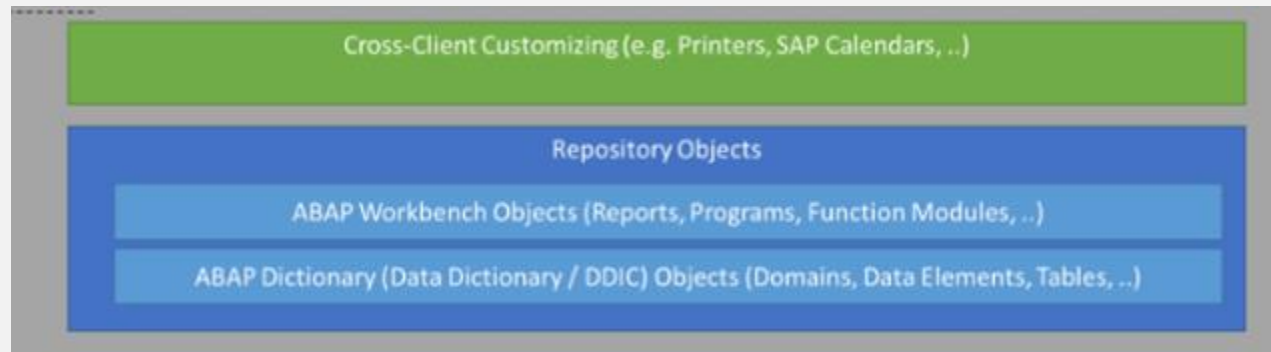 Cross-Client Customizing (e.g. Printers, SAP Calendars, ..)
Repository Objects
ABAP Workbench Objects (Reports, Programs, Function Modules, ..)
ABAP Dictionary (Data Dictionary / DDIC) Objects (Domains, Data Elements, Tables, ..)